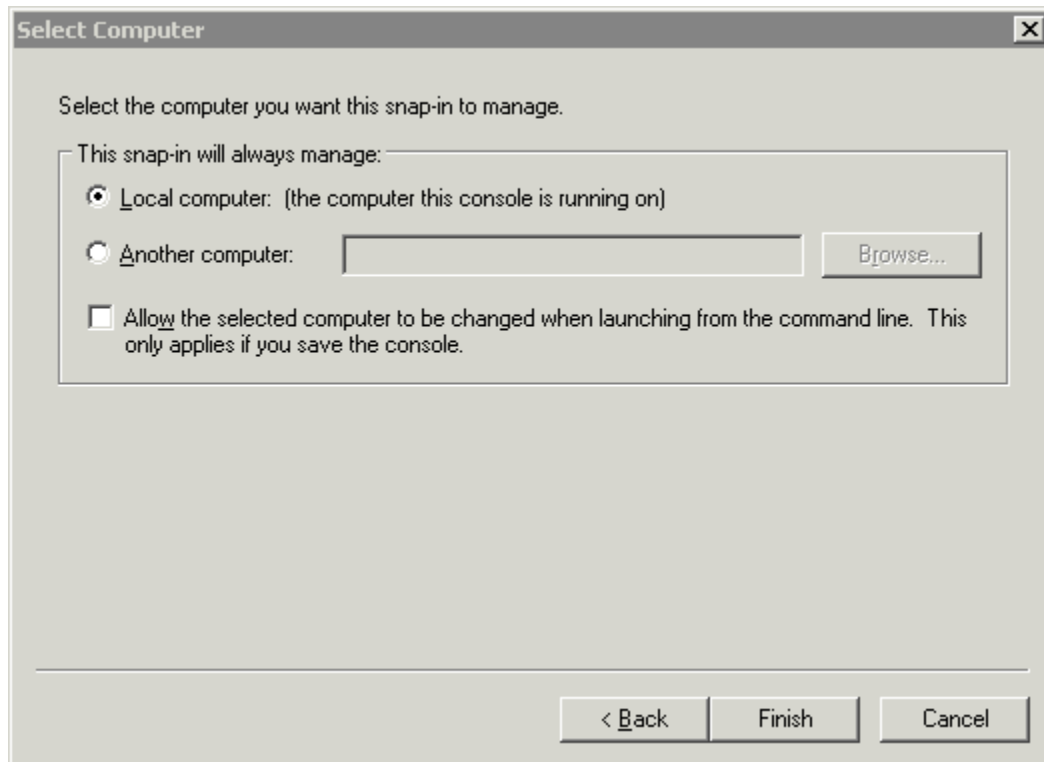 Select Computer
Select the computer you want this snap-in to manage.
This snap-in will always manage:
Local computer: (the computer this console is running on)
Another computer:
Browse...
Allow the selected computer to be changed when launching from the command line. This
only applies if you save the console.
< Back
Finish
Cancel